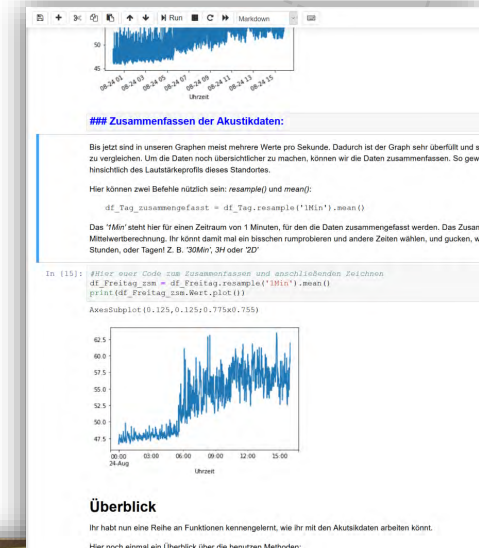 Run
Markdown
50
45
08-24 01 08-24 03 08-24 05 08-24 07 08-24 09 08-24 11 08-24 13 08-24 15
Uhrzeit
### Zusammenfassen der Akustikdaten:
Bis jetzt sind in unseren Graphen meist mehrere Werte pro Sekunde. Dadurch ist der Graph sehr überfüllt und s
zu vergleichen. Um die Daten noch übersichtlicher zu machen, können wir die Daten zusammenfassen. So gew
hinsichtlich des Lautstärkeprofils dieses Standortes.
Hier können zwei Befehle nützlich sein: resample() und mean():
df_Tag_zusammengefasst = df_Tag.resample('1Min').mean()
Das '1Min' steht hier für einen Zeitraum von 1 Minuten, für den die Daten zusammengefasst werden. Das Zusam
Mittelwertberechnung. Ihr könnt damit mal ein bisschen rumprobieren und andere Zeiten wählen, und gucken, w
Stunden, oder Tagen! Z. B. '30Min', 3H oder '2D'
In [15]: #Hier euer Code zum Zusammenfassen und anschließenden Zeichnen
df_Freitag_zsm = df_Freitag.resample('1Min').mean()
print(df_Freitag_zsm.Wert.plot())
AxesSubplot(0.125,0.125;0.775x0.755)
62.5
60.0
57.5
55.0
52.5
50.0
47.5
00:00 03:00 06:00 09:00 12:00 15:00
24-Aug
Uhrzeit
Überblick
Ihr habt nun eine Reihe an Funktionen kennengelernt, wie ihr mit den Akutsikdaten arbeiten könnt.
Hier noch einmal ein Überblick über die benutzen Methoden: